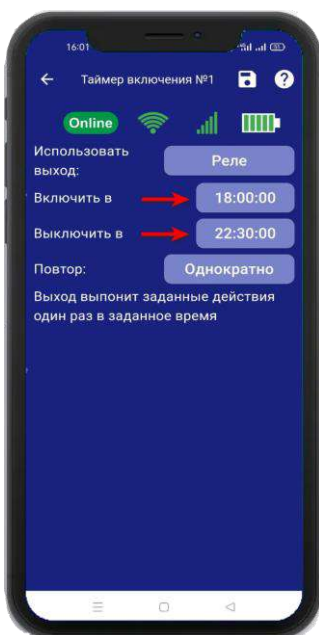 16:01
Таймер включения №1
Online
Использовать
выход:
Реле
Включить в
18:00:00
Выключить в
22:30:00
Повтор:
Однократно
Выход выпонит заданные действия
один раз в заданное время